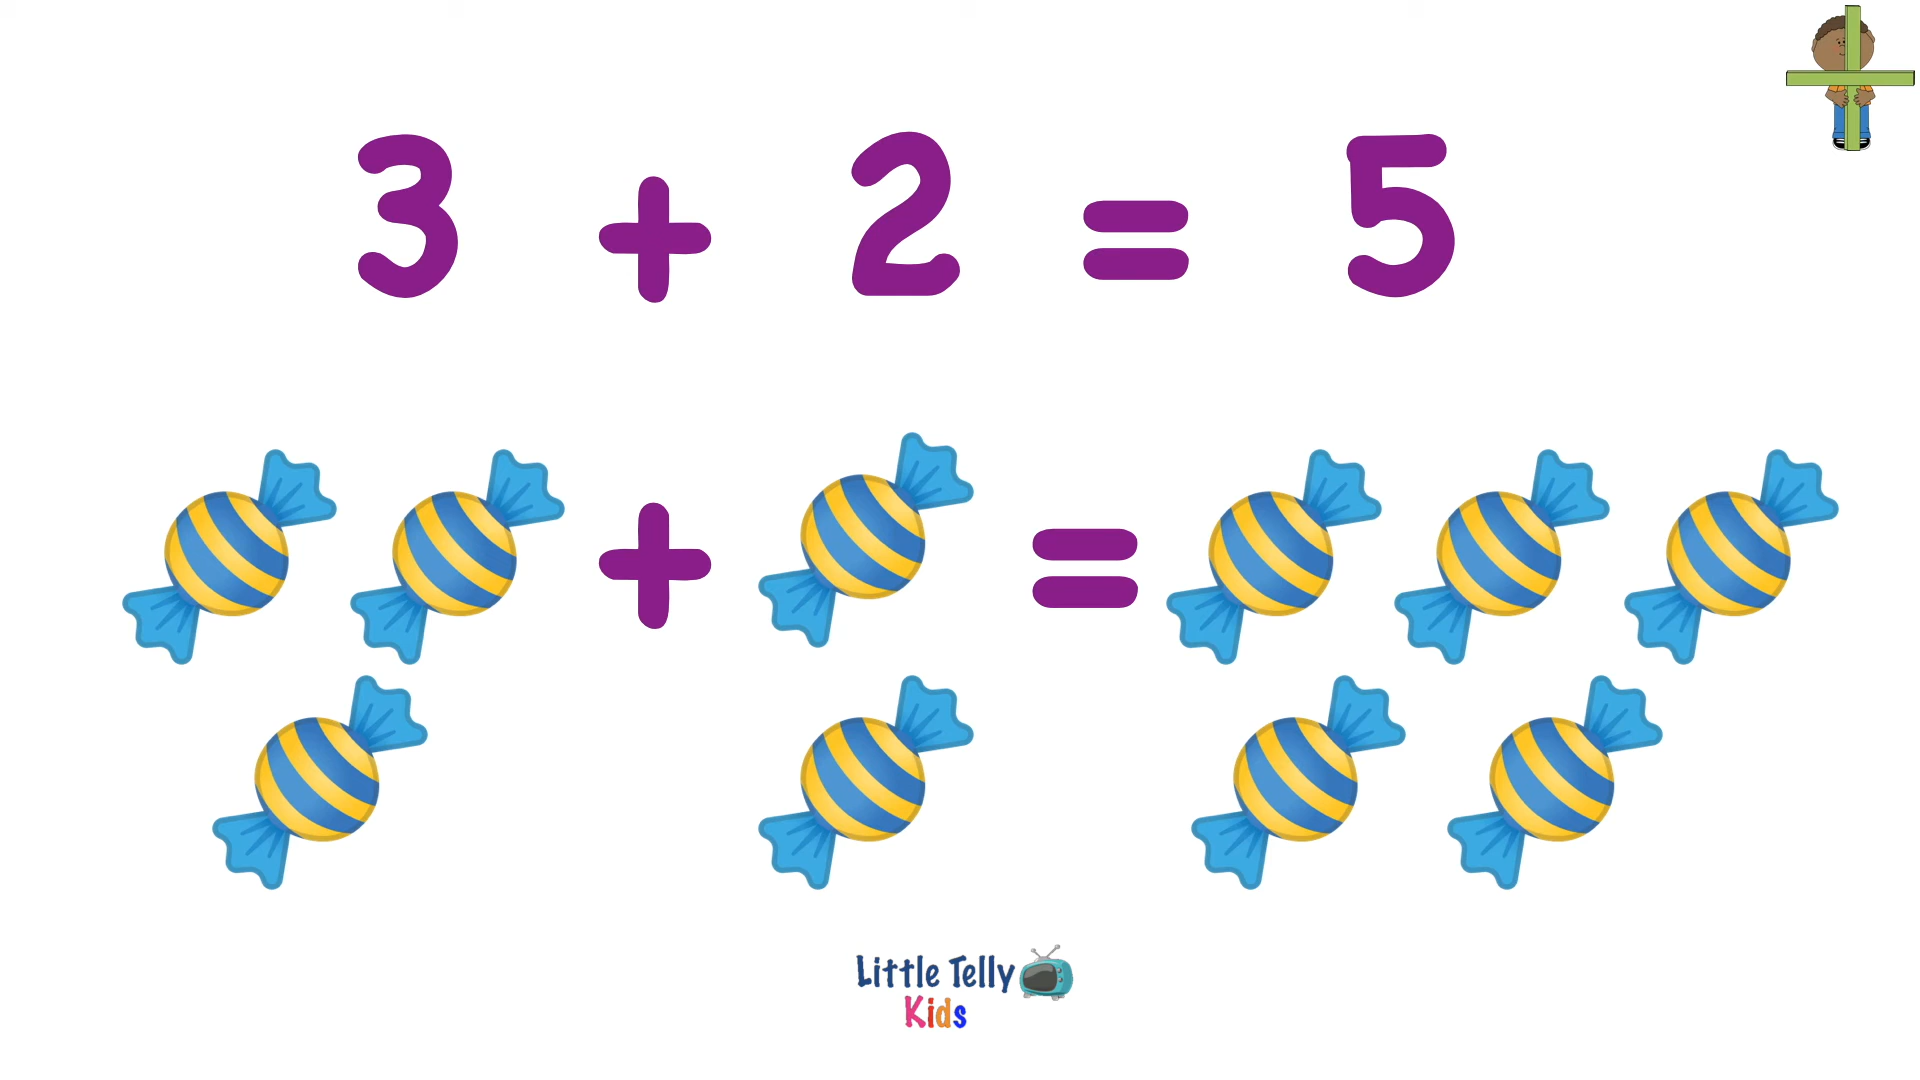 3 + 2 = 5
+ =
Little Telly
Kids